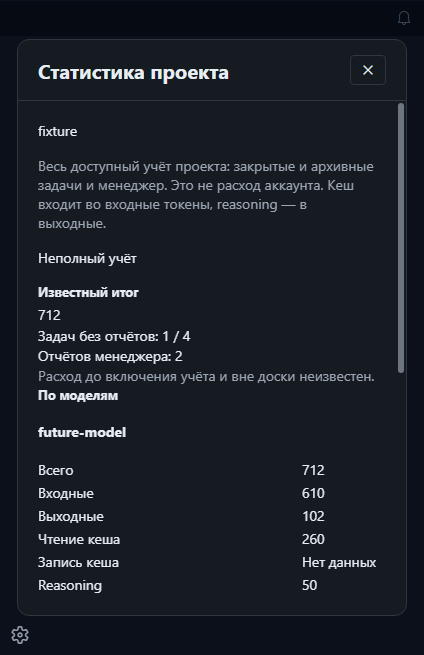 Статистика проекта
fixture
Весь доступный учёт проекта: закрытые и архивные
задачи и менеджер. Это не расход аккаунта. Кеш
входит во входные токены, reasoning — в
выходные.
Неполный учёт
Известный итог
712
Задач без отчётов: 1 / 4
Отчётов менеджера: 2
Расход до включения учёта и вне доски неизвестен.
По моделям
future-model
Всего 712
Входные 610
Выходные 102
Чтение кеша 260
Запись кеша Нет данных
Reasoning 50